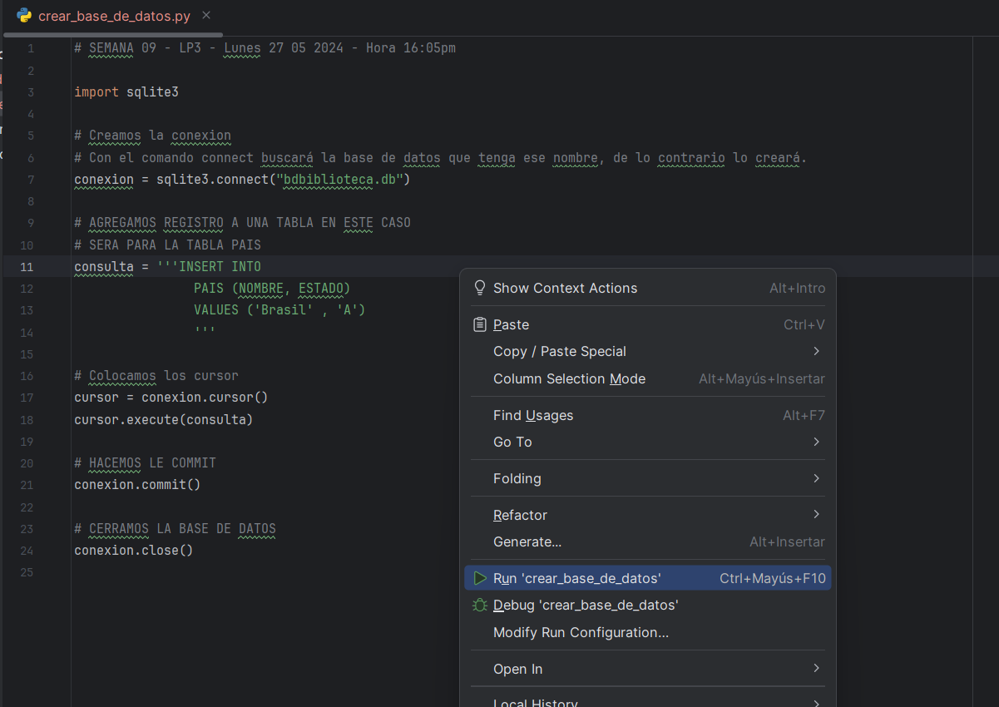 crear_base_de_datos.py
1 # SEMANA 09 - LP3 - Lunes 27 05 2024 - Hora 16:05pm
2
3 import sqlite3
4
5 # Creamos la conexion
6 # Con el comando connect buscará la base de datos que tenga ese nombre, de lo contrario lo creará.
7 conexion = sqlite3.connect("bdbiblioteca.db")
8
9 # AGREGAMOS REGISTRO A UNA TABLA EN ESTE CASO
10 # SERA PARA LA TABLA PAIS
11 consulta = '''INSERT INTO
12 PAIS (NOMBRE, ESTADO)
13 VALUES ('Brasil' , 'A')
14 '''
15
16 # Colocamos los cursor
17 cursor = conexion.cursor()
18 cursor.execute(consulta)
19
20 # HACEMOS LE COMMIT
21 conexion.commit()
22
23 # CERRAMOS LA BASE DE DATOS
24 conexion.close()
25
Show Context Actions Alt+Intro
Paste Ctrl+V
Copy / Paste Special
Column Selection Mode Alt+Mayús+Insertar
Find Usages Alt+F7
Go To
Folding
Refactor
Generate... Alt+Insertar
Run 'crear_base_de_datos' Ctrl+Mayús+F10
Debug 'crear_base_de_datos'
Modify Run Configuration...
Open In
Local History